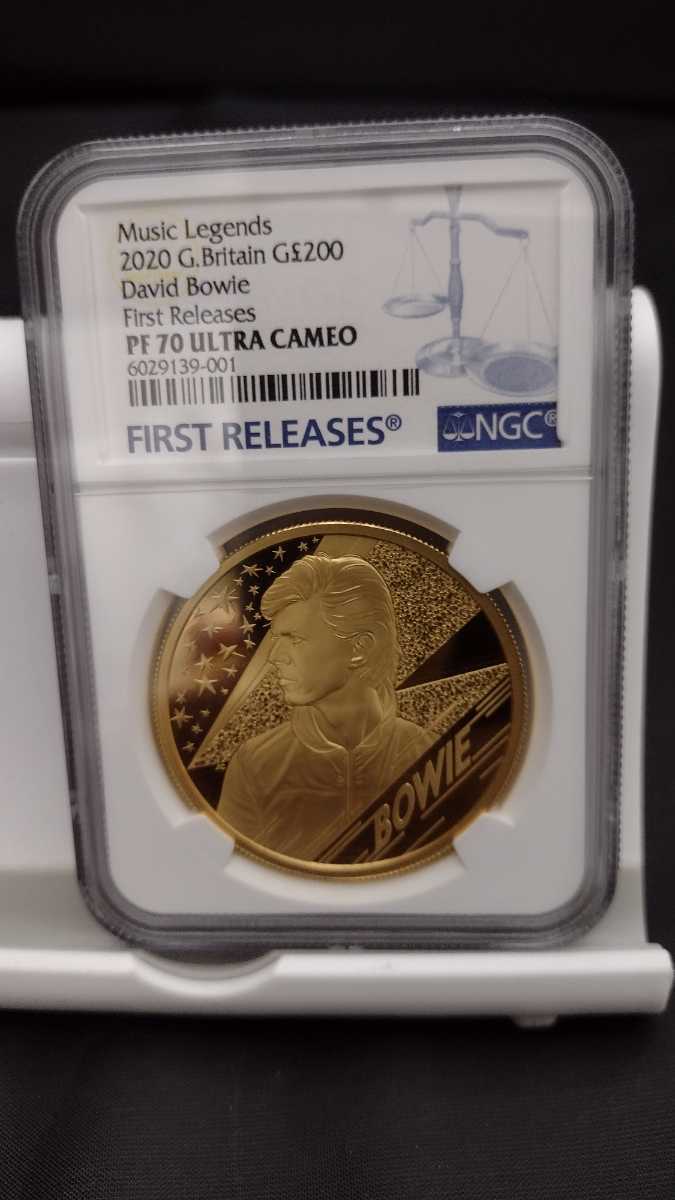 Music Legends
2020 G.Britain G£200
David Bowie
First Releases
PF 70 ULTRA CAMEO
6029139-001
FIRST RELEASES®
NGC®
BOWIE